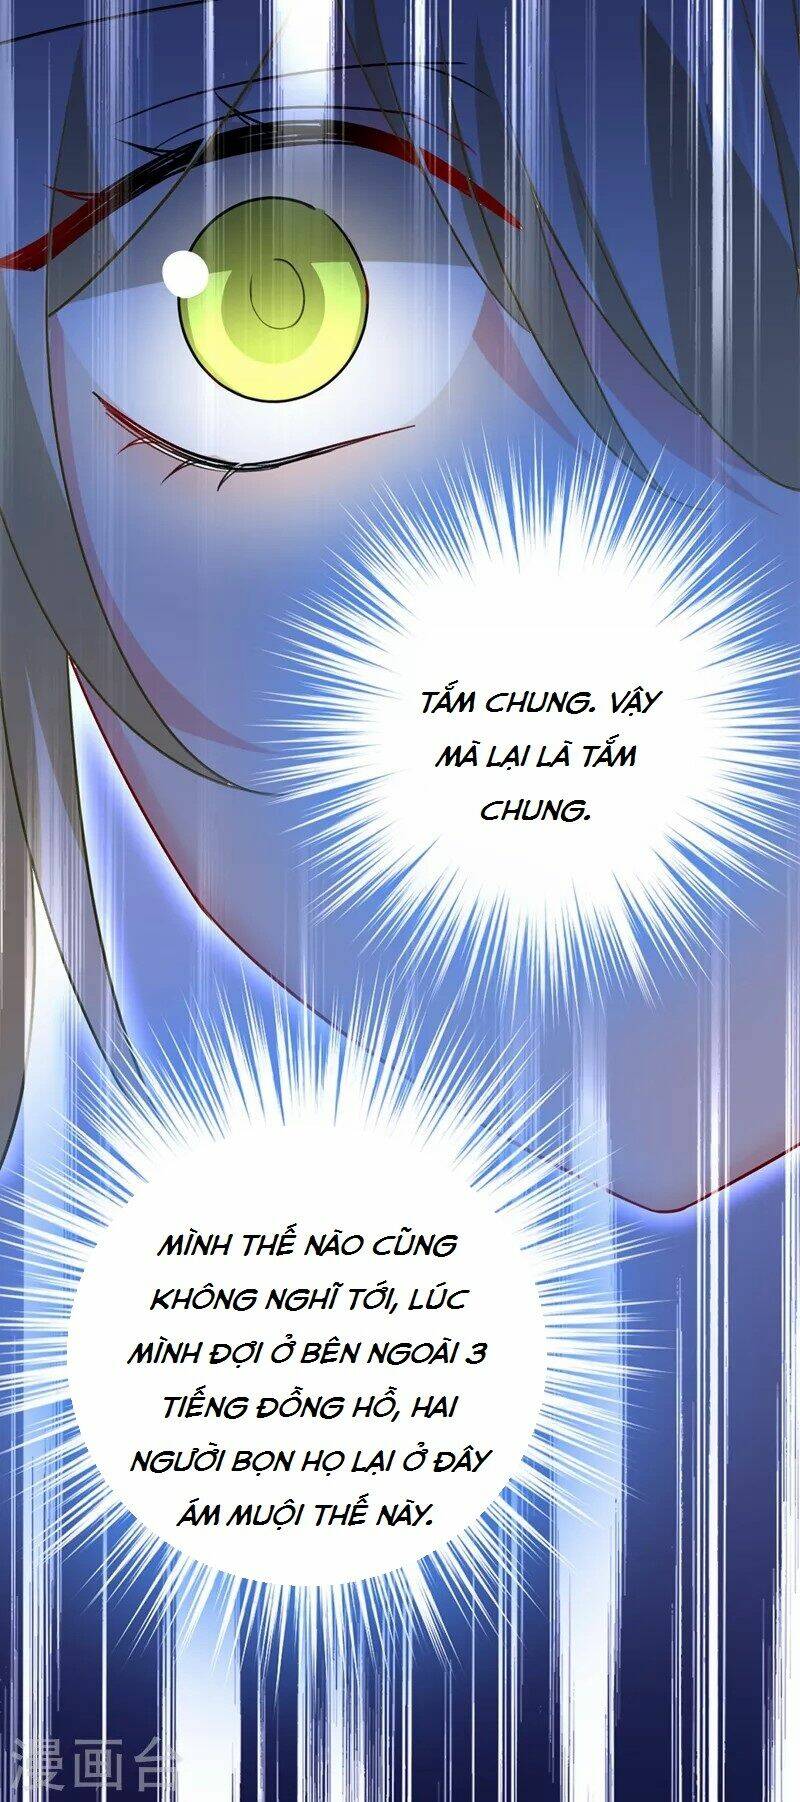 TẮM CHUNG. VẬY
MÀ LẠI LÀ TẮM
CHUNG.
MÌNH THẾ NÀO CŨNG
KHÔNG NGHĨ TỚI, LÚC
MÌNH ĐỢI Ở BÊN NGOÀI 3
TIẾNG ĐỒNG HỒ, HAI
NGƯỜI BỌN HỌ LẠI Ở ĐÂY
ÁM MUỘI THẾ NÀY.
漫画台